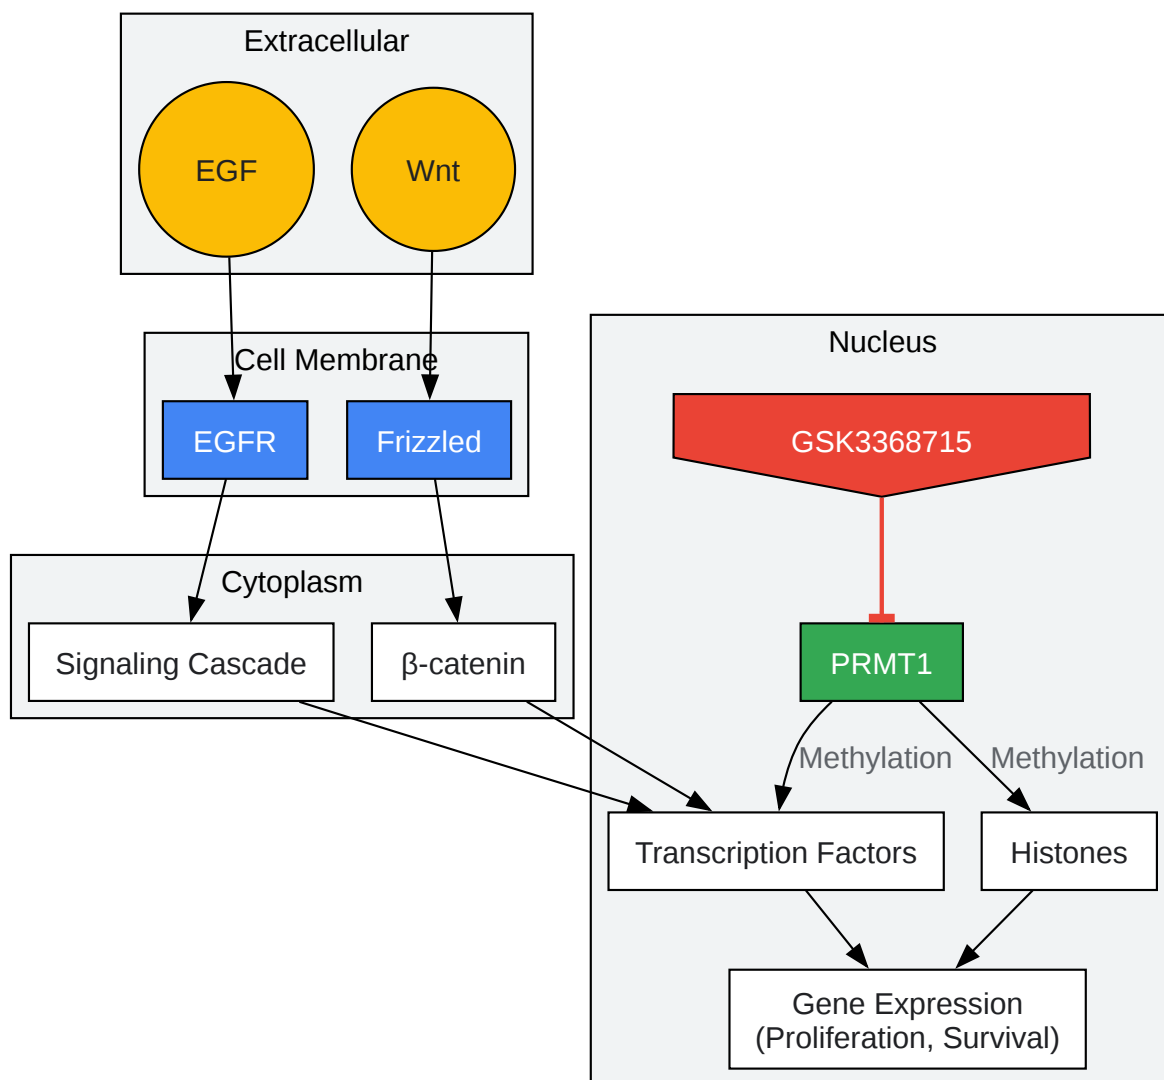 Extracellular
EGF
Wnt
Cell Membrane
EGFR
Frizzled
Cytoplasm
Signaling Cascade
β-catenin
Nucleus
GSK3368715
PRMT1
Methylation
Methylation
Transcription Factors
Histones
Gene Expression
(Proliferation, Survival)